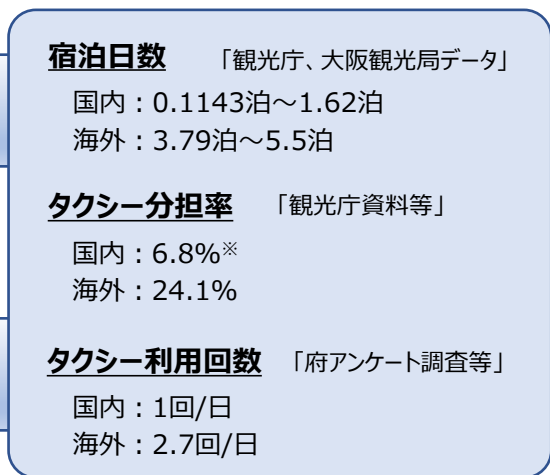 宿泊日数 「観光庁、大阪観光局データ」
国内：0.1143泊～1.62泊
海外：3.79泊～5.5泊
タクシー分担率 「観光庁資料等」
国内：6.8%※
海外：24.1%
タクシー利用回数 「府アンケート調査等」
国内：1回/日
海外：2.7回/日